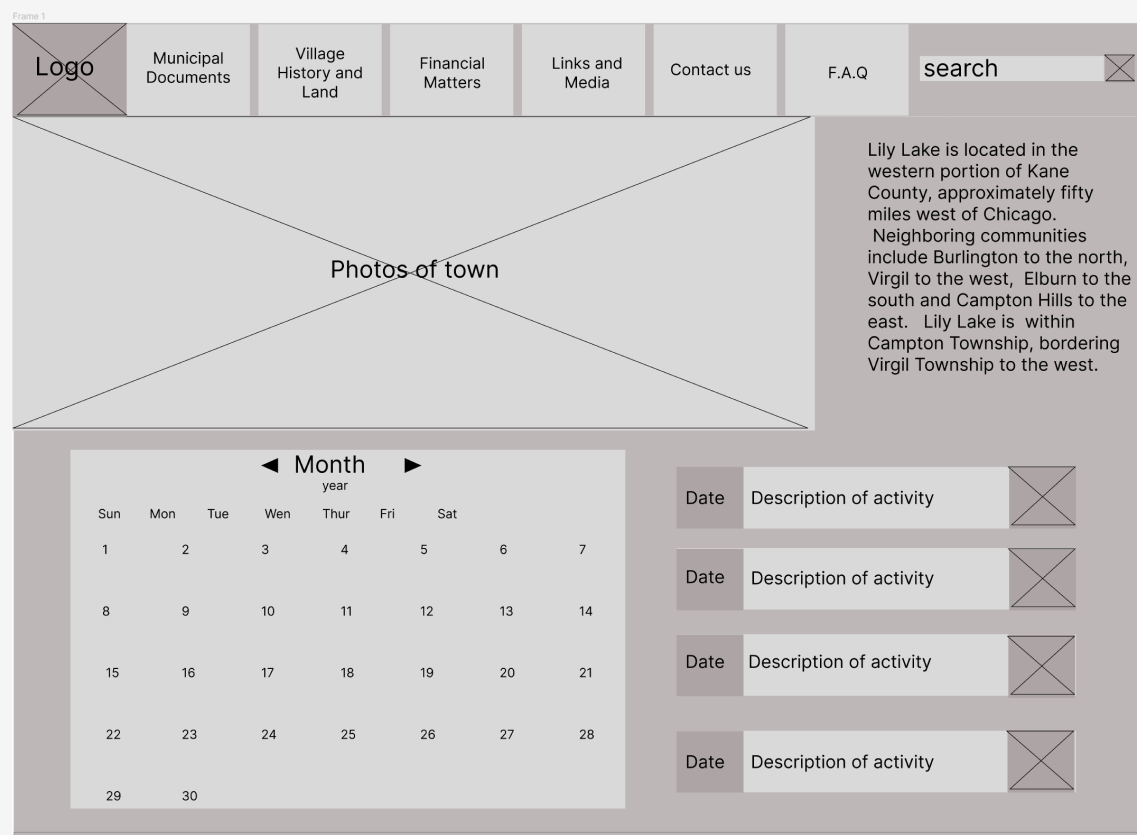 Frame 1
Logo
Municipal
Documents
Village
History and
Land
Financial
Matters
Links and
Media
Contact us
F.A.Q
search
Photos of town
Lily Lake is located in the
western portion of Kane
County, approximately fifty
miles west of Chicago.
Neighboring communities
include Burlington to the north,
Virgil to the west, Elburn to the
south and Campton Hills to the
east. Lily Lake is within
Campton Township, bordering
Virgil Township to the west.
Month
year
Sun Mon Tue Wen Thur Fri Sat
1 2 3 4 5 6 7
8 9 10 11 12 13 14
15 16 17 18 19 20 21
22 23 24 25 26 27 28
29 30
Date Description of activity
Date Description of activity
Date Description of activity
Date Description of activity